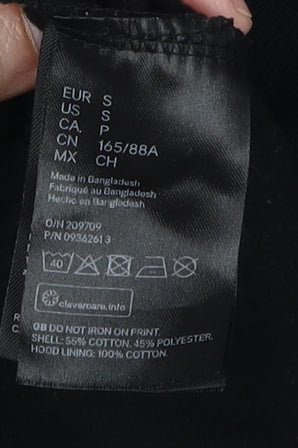 EUR S
US S
CA. P
CN 165/88A
MX CH
Made in Bangladesh
Fabriqué au Bangladesh
Hecho en Bangladesh
O/N 209709
P/N 09362613
40
clevercare.info
GB DO NOT IRON ON PRINT.
SHELL: 55% COTTON, 45% POLYESTER.
HOOD LINING: 100% COTTON.